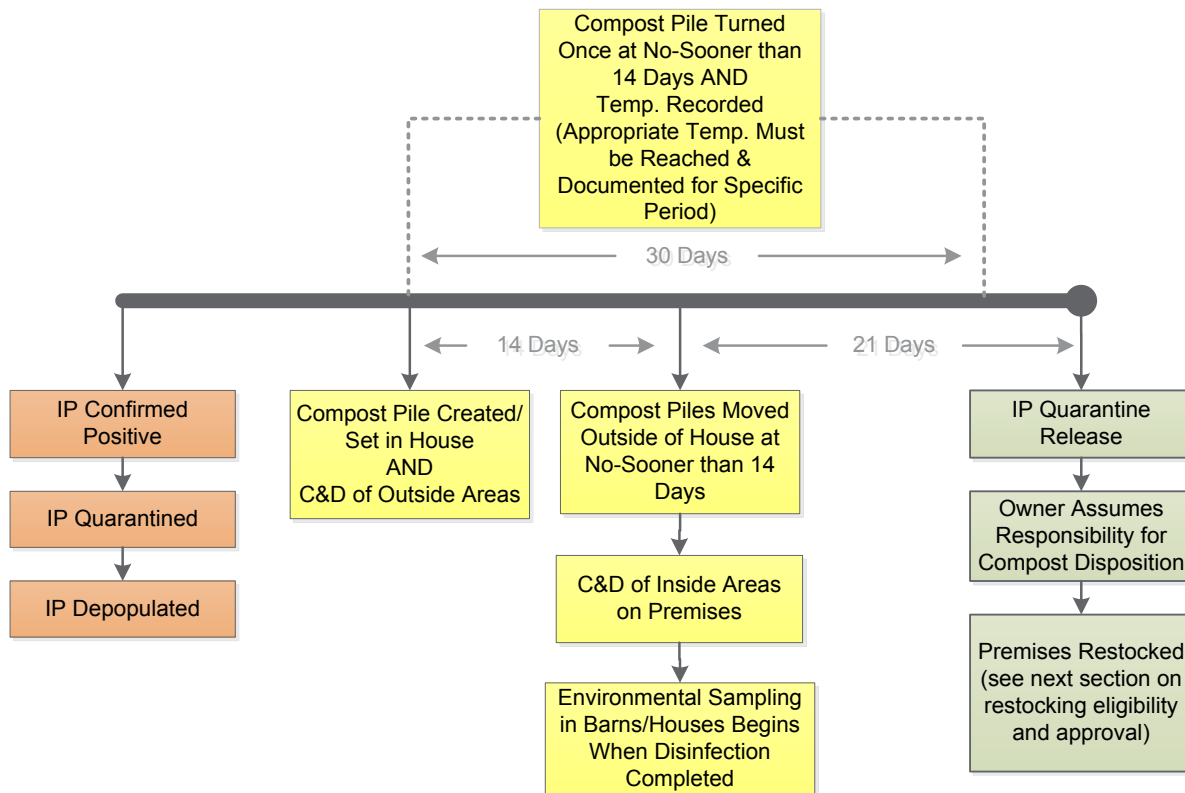 Compost Pile Turned
Once at No-Sooner than
14 Days AND
Temp. Recorded
(Appropriate Temp. Must
be Reached &
Documented for Specific
Period)
30 Days
14 Days
21 Days
IP Confirmed
Positive
IP Quarantined
IP Depopulated
Compost Pile Created/
Set in House
AND
C&D of Outside Areas
Compost Piles Moved
Outside of House at
No-Sooner than 14
Days
C&D of Inside Areas
on Premises
Environmental Sampling
in Barns/Houses Begins
When Disinfection
Completed
IP Quarantine
Release
Owner Assumes
Responsibility for
Compost Disposition
Premises Restocked
(see next section on
restocking eligibility
and approval)